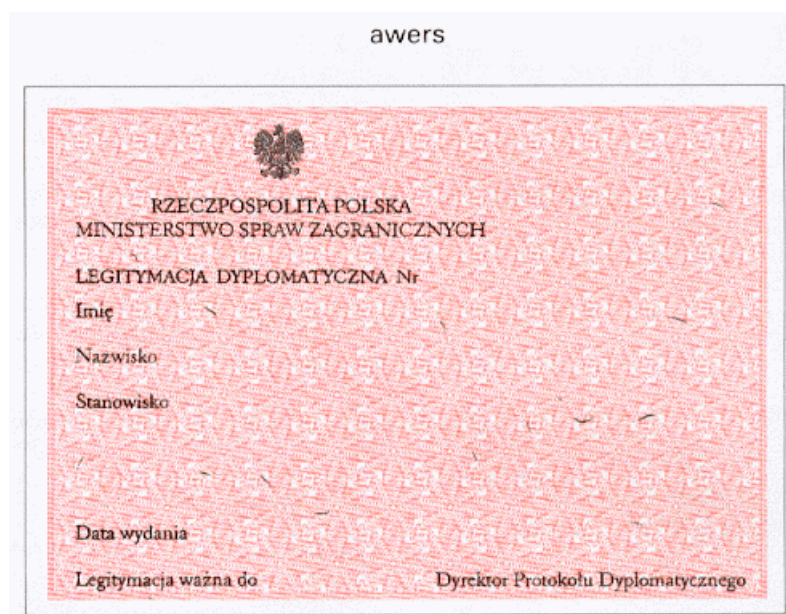 awers
RZECZPOSPOLITA POLSKA
MINISTERSTWO SPRAW ZAGRANICZNYCH
LEGITYMACJA DYPLOMATYCZNA Nr
Imię
Nazwisko
Stanowisko
Data wydania
Legitymacja ważna do Dyrektor Protokołu Dyplomatycznego